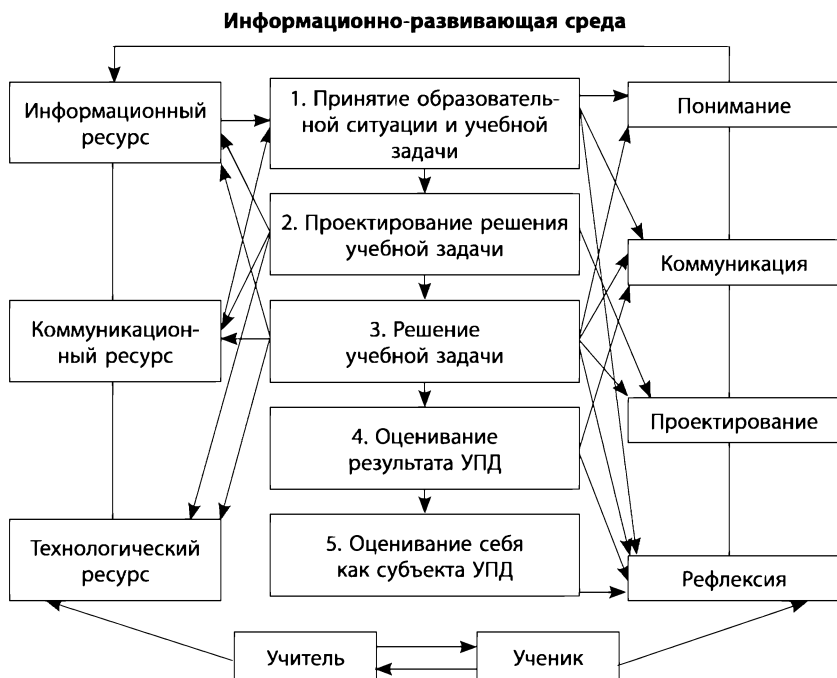 Информационно-развивающая среда
Информационный
ресурс
1. Принятие образователь-
ной ситуации и учебной
задачи
Понимание
2. Проектирование решения
учебной задачи
Коммуникация
Коммуникацион-
ный ресурс
3. Решение
учебной задачи
Проектирование
4. Оценивание
результата УПД
Технологический
ресурс
5. Оценивание себя
как субъекта УПД
Рефлексия
Учитель
Ученик